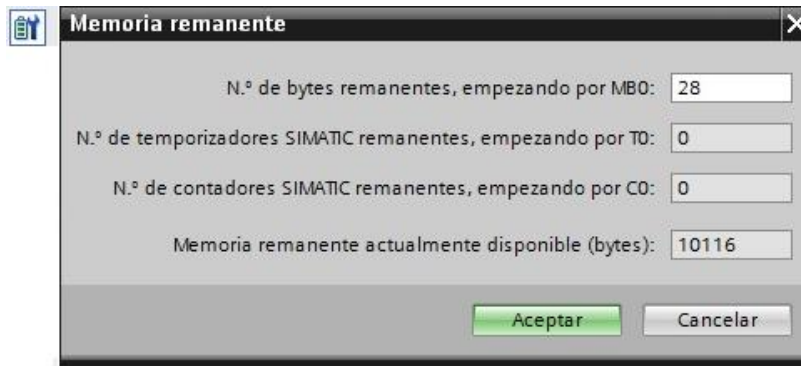 Memoria remanente
N.º de bytes remanentes, empezando por MB0: 28
N.º de temporizadores SIMATIC remanentes, empezando por T0: 0
N.º de contadores SIMATIC remanentes, empezando por C0: 0
Memoria remanente actualmente disponible (bytes): 10116
Aceptar Cancelar